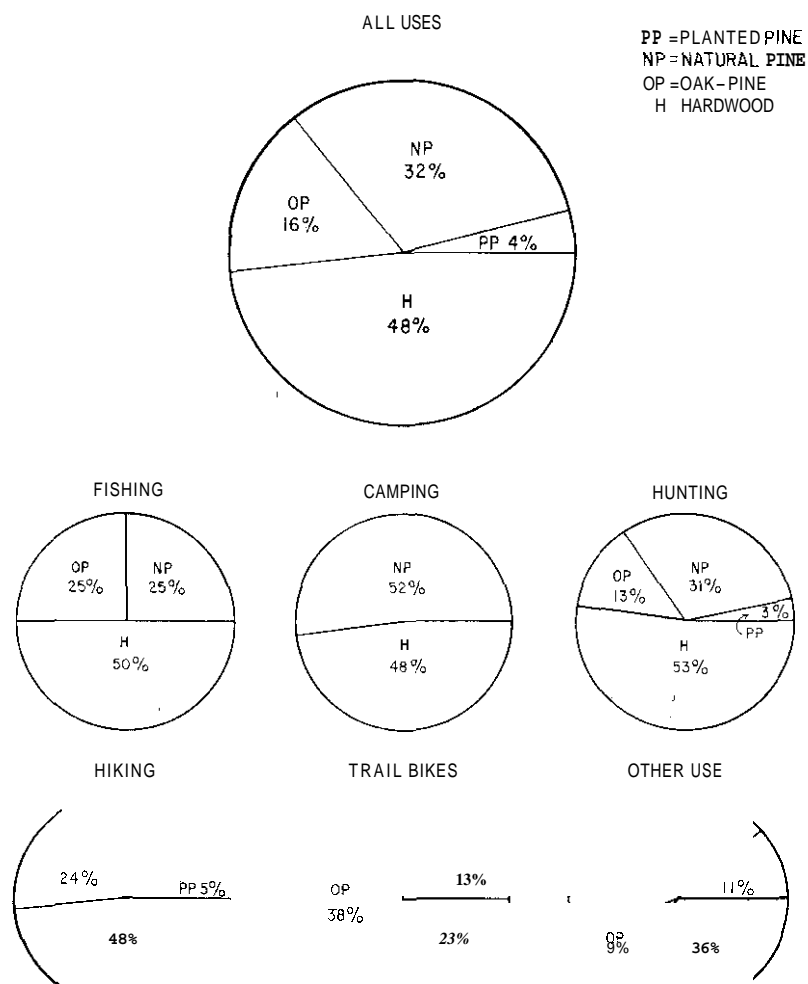 ALL USES
PP =PLANTED PINE
NP=NATURAL PINE
OP =OAK-PINE
H HARDWOOD
NP
32%
OP
16%
PP 4%
H
48%
FISHING
CAMPING
HUNTING
OP
25%
NP
25%
H
50%
NP
52%
H
48%
NP
31%
OP
13%
3%
PP
H
53%
HIKING
TRAIL BIKES
OTHER USE
24%
PP 5%
48%
OP
38%
13%
23%
11%
OP
9%
36%